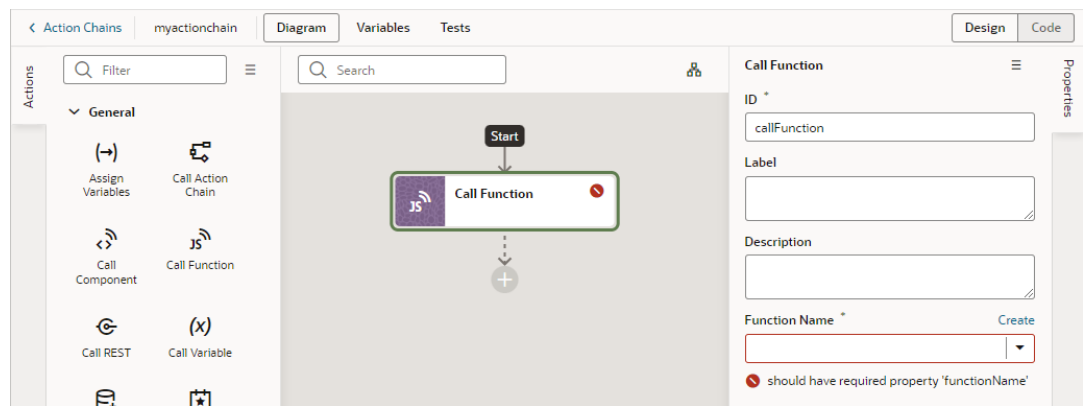 Action Chains
myactionchain
Diagram
Variables
Tests
Design
Code
Actions
Filter
General
(→)
Assign
Variables
Call Action
Chain
Call
Component
JS
Call Function
Call REST
(x)
Call Variable
Search
Start
JS
Call Function
Call Function
ID *
callFunction
Label
Description
Function Name *
Create
should have required property 'functionName'
Properties